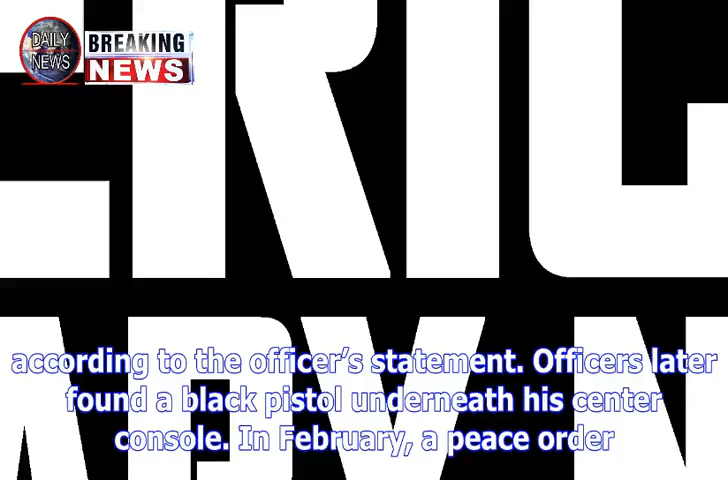 DAILY
NEWS
BREAKING
NEWS
ERIC
according to the officer's statement. Officers later
found a black pistol underneath his center
console. In February, a peace order